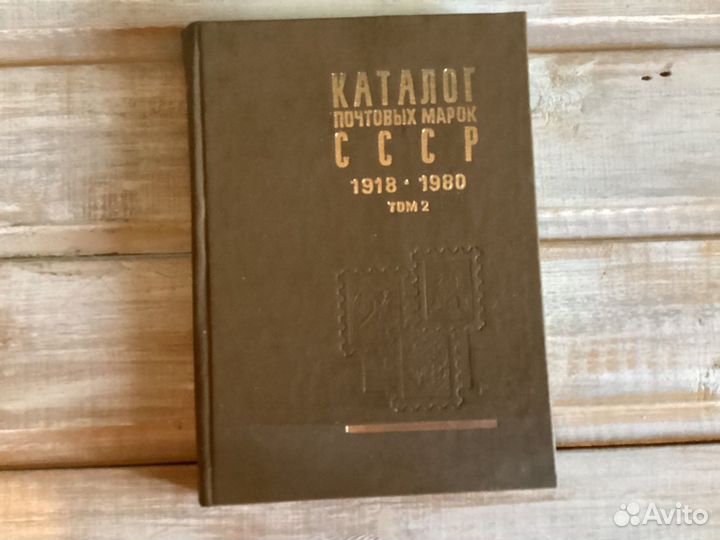 КАТАЛОГ
ПОЧТОВЫХ МАРОК
СССР
1918 · 1980
ТОМ 2
Avito